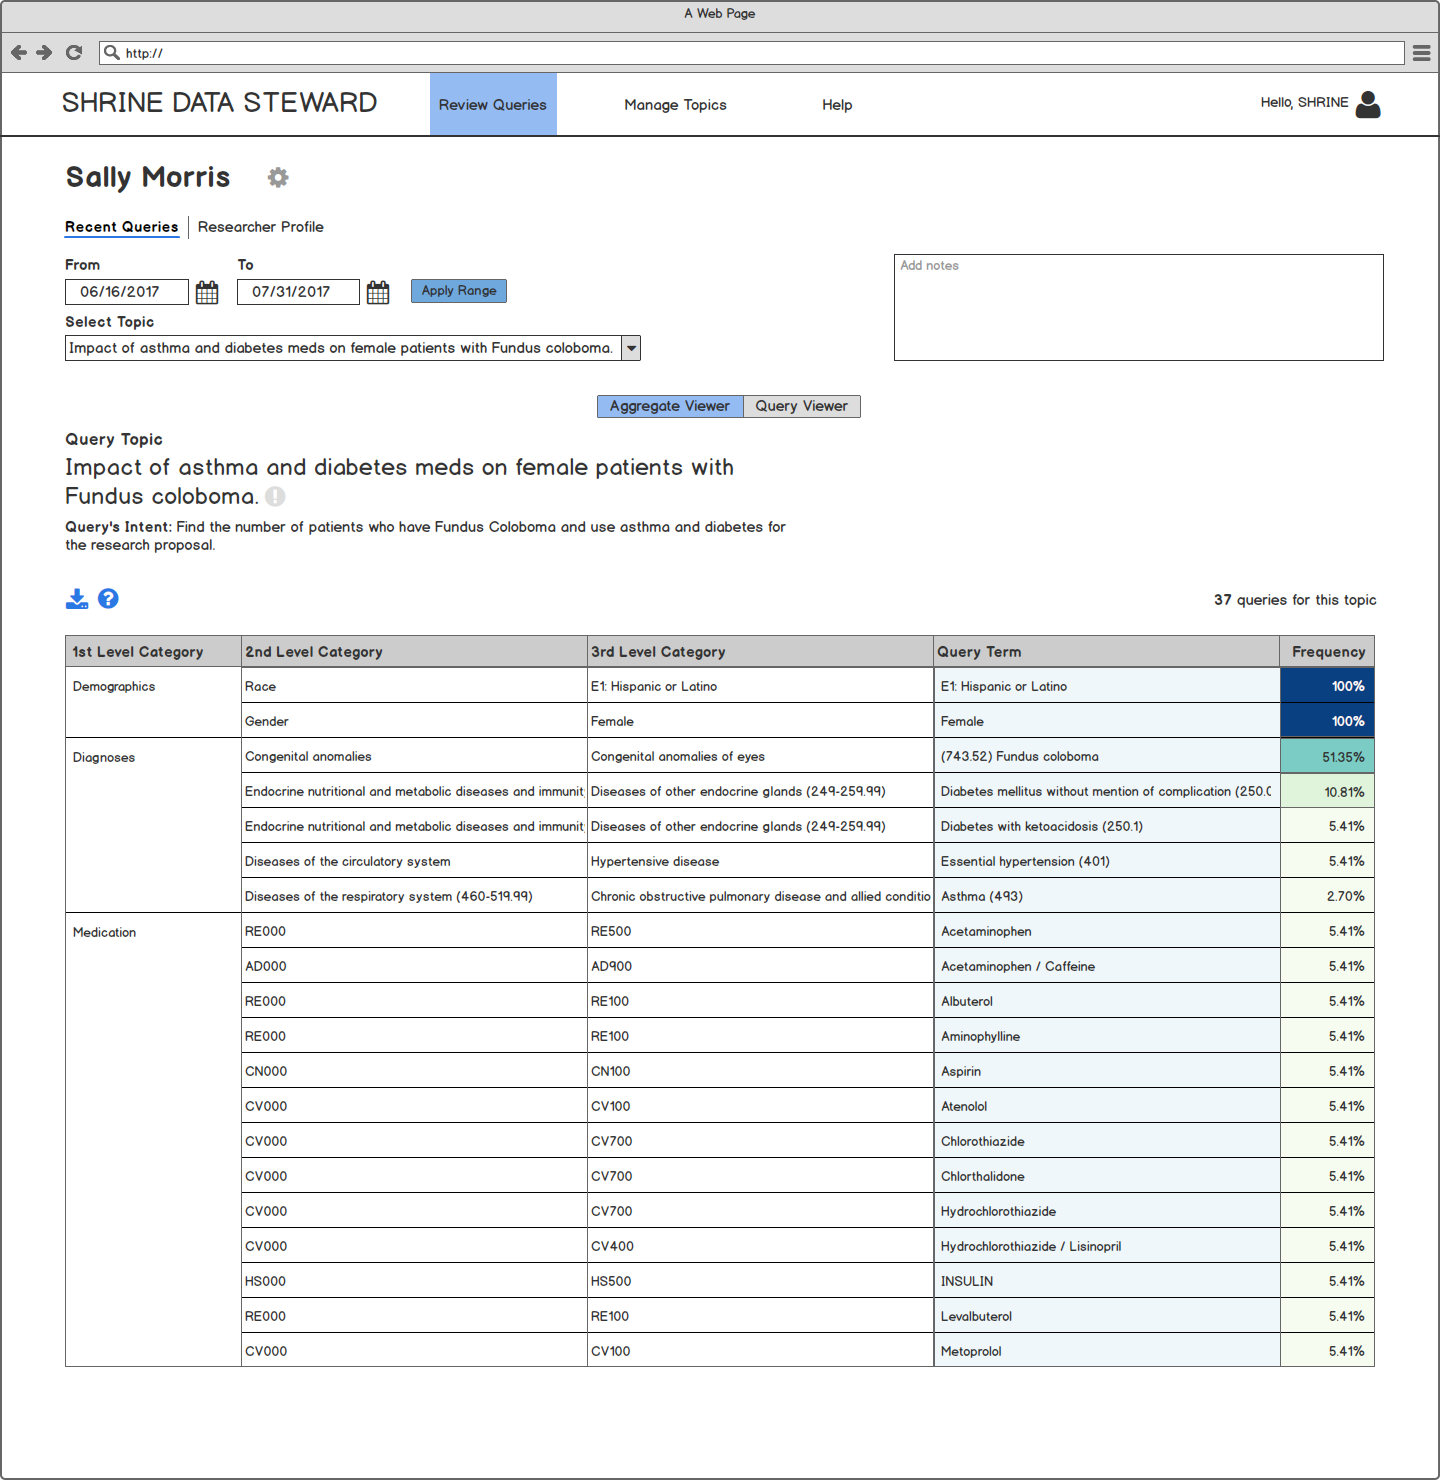 A Web Page
http://
SHRINE DATA STEWARD
Review Queries
Manage Topics
Help
Hello, SHRINE
Sally Morris
Recent Queries
Researcher Profile
From
To
06/16/2017
07/31/2017
Apply Range
Add notes
Select Topic
Impact of asthma and diabetes meds on female patients with Fundus coloboma.
Aggregate Viewer
Query Viewer
Query Topic
Impact of asthma and diabetes meds on female patients with
Fundus coloboma.
Query's Intent: Find the number of patients who have Fundus Coloboma and use asthma and diabetes for
the research proposal.
37 queries for this topic
1st Level Category 2nd Level Category 3rd Level Category Query Term Frequency
Demographics Race E1: Hispanic or Latino E1: Hispanic or Latino 100%
Gender Female Female 100%
Diagnoses Congenital anomalies Congenital anomalies of eyes (743.52) Fundus coloboma 51.35%
Endocrine nutritional and metabolic diseases and immunit Diseases of other endocrine glands (249-259.99) Diabetes mellitus without mention of complication (250.0 10.81%
Endocrine nutritional and metabolic diseases and immunit Diseases of other endocrine glands (249-259.99) Diabetes with ketoacidosis (250.1) 5.41%
Diseases of the circulatory system Hypertensive disease Essential hypertension (401) 5.41%
Diseases of the respiratory system (460-519.99) Chronic obstructive pulmonary disease and allied conditio Asthma (493) 2.70%
Medication RE000 RE500 Acetaminophen 5.41%
AD000 AD900 Acetaminophen / Caffeine 5.41%
RE000 RE100 Albuterol 5.41%
RE000 RE100 Aminophylline 5.41%
CN000 CN100 Aspirin 5.41%
CV000 CV100 Atenolol 5.41%
CV000 CV700 Chlorothiazide 5.41%
CV000 CV700 Chlorthalidone 5.41%
CV000 CV700 Hydrochlorothiazide 5.41%
CV000 CV400 Hydrochlorothiazide / Lisinopril 5.41%
HS000 HS500 INSULIN 5.41%
RE000 RE100 Levalbuterol 5.41%
CV000 CV100 Metoprolol 5.41%